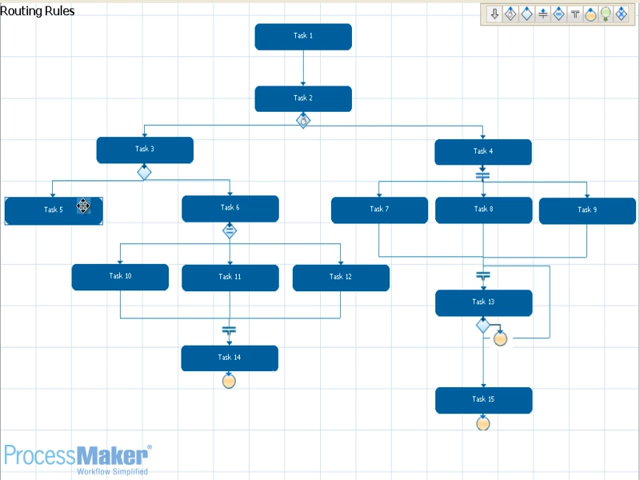 Routing Rules
Task 1
Task 2
Task 3
Task 4
Task 5
Task 6
Task 7
Task 8
Task 9
Task 10
Task 11
Task 12
Task 13
Task 14
Task 15
ProcessMaker®
Workflow Simplified